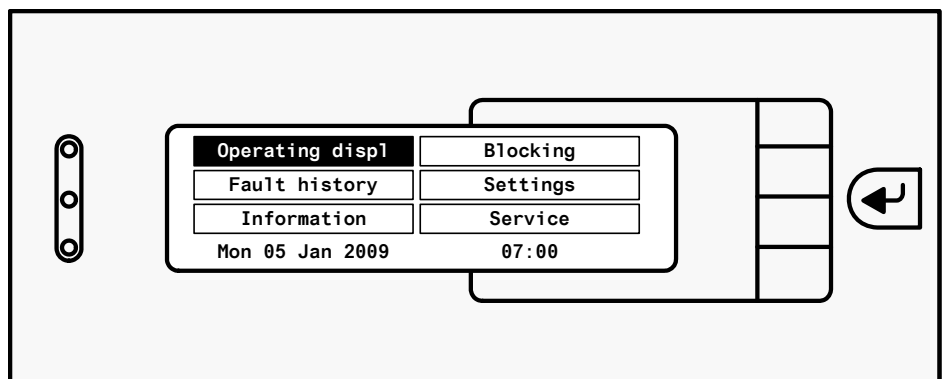 Operating displ Blocking
Fault history Settings
Information Service
Mon 05 Jan 2009 07:00